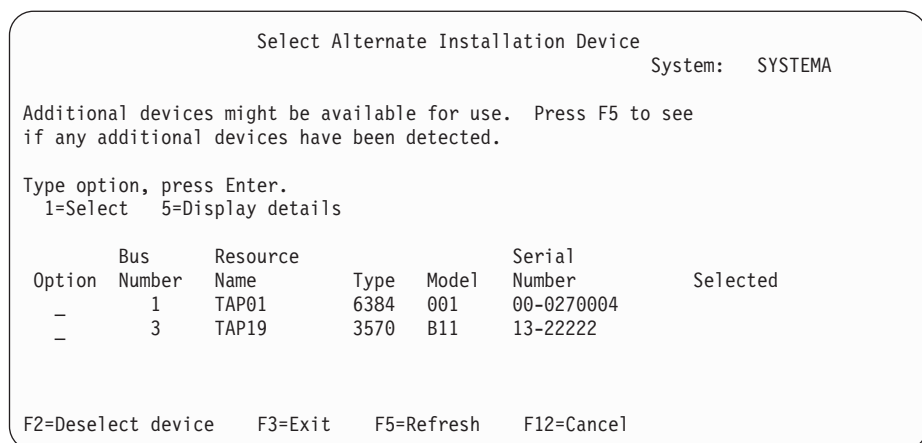 Select Alternate Installation Device
System: SYSTEMA
Additional devices might be available for use. Press F5 to see
if any additional devices have been detected.
Type option, press Enter.
1=Select 5=Display details
Bus Resource Serial
Option Number Name Type Model Number Selected
_ 1 TAP01 6384 001 00-0270004
_ 3 TAP19 3570 B11 13-22222
F2=Deselect device F3=Exit F5=Refresh F12=Cancel